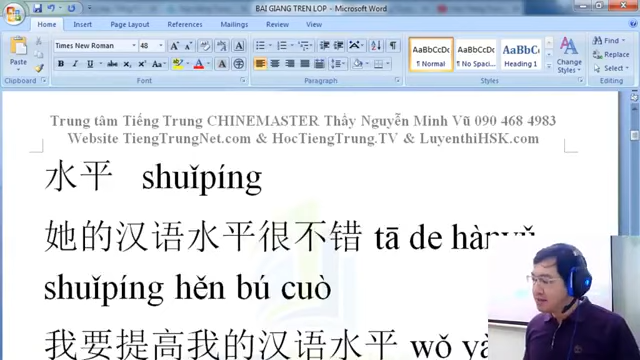 BAI GIANG TREN LOP - Microsoft Word
Home Insert Page Layout References Mailings Review View
Paste
Times New Roman 48
AaBbCcDc AaBbCcDc AaBbCc
¶ Normal ¶ No Spaci... Heading 1
Change Styles
Find
Replace
Select
Clipboard Font Paragraph Styles Editing
Trung tâm Tiếng Trung CHINEMASTER Thầy Nguyễn Minh Vũ 090 468 4983
Website TiengTrungNet.com & HocTiengTrung.TV & LuyenthiHSK.com
水平 shuǐpíng
她的汉语水平很不错 tā de hànyǔ
shuǐpíng hěn bú cuò
我要提高我的汉语水平 wǒ yà